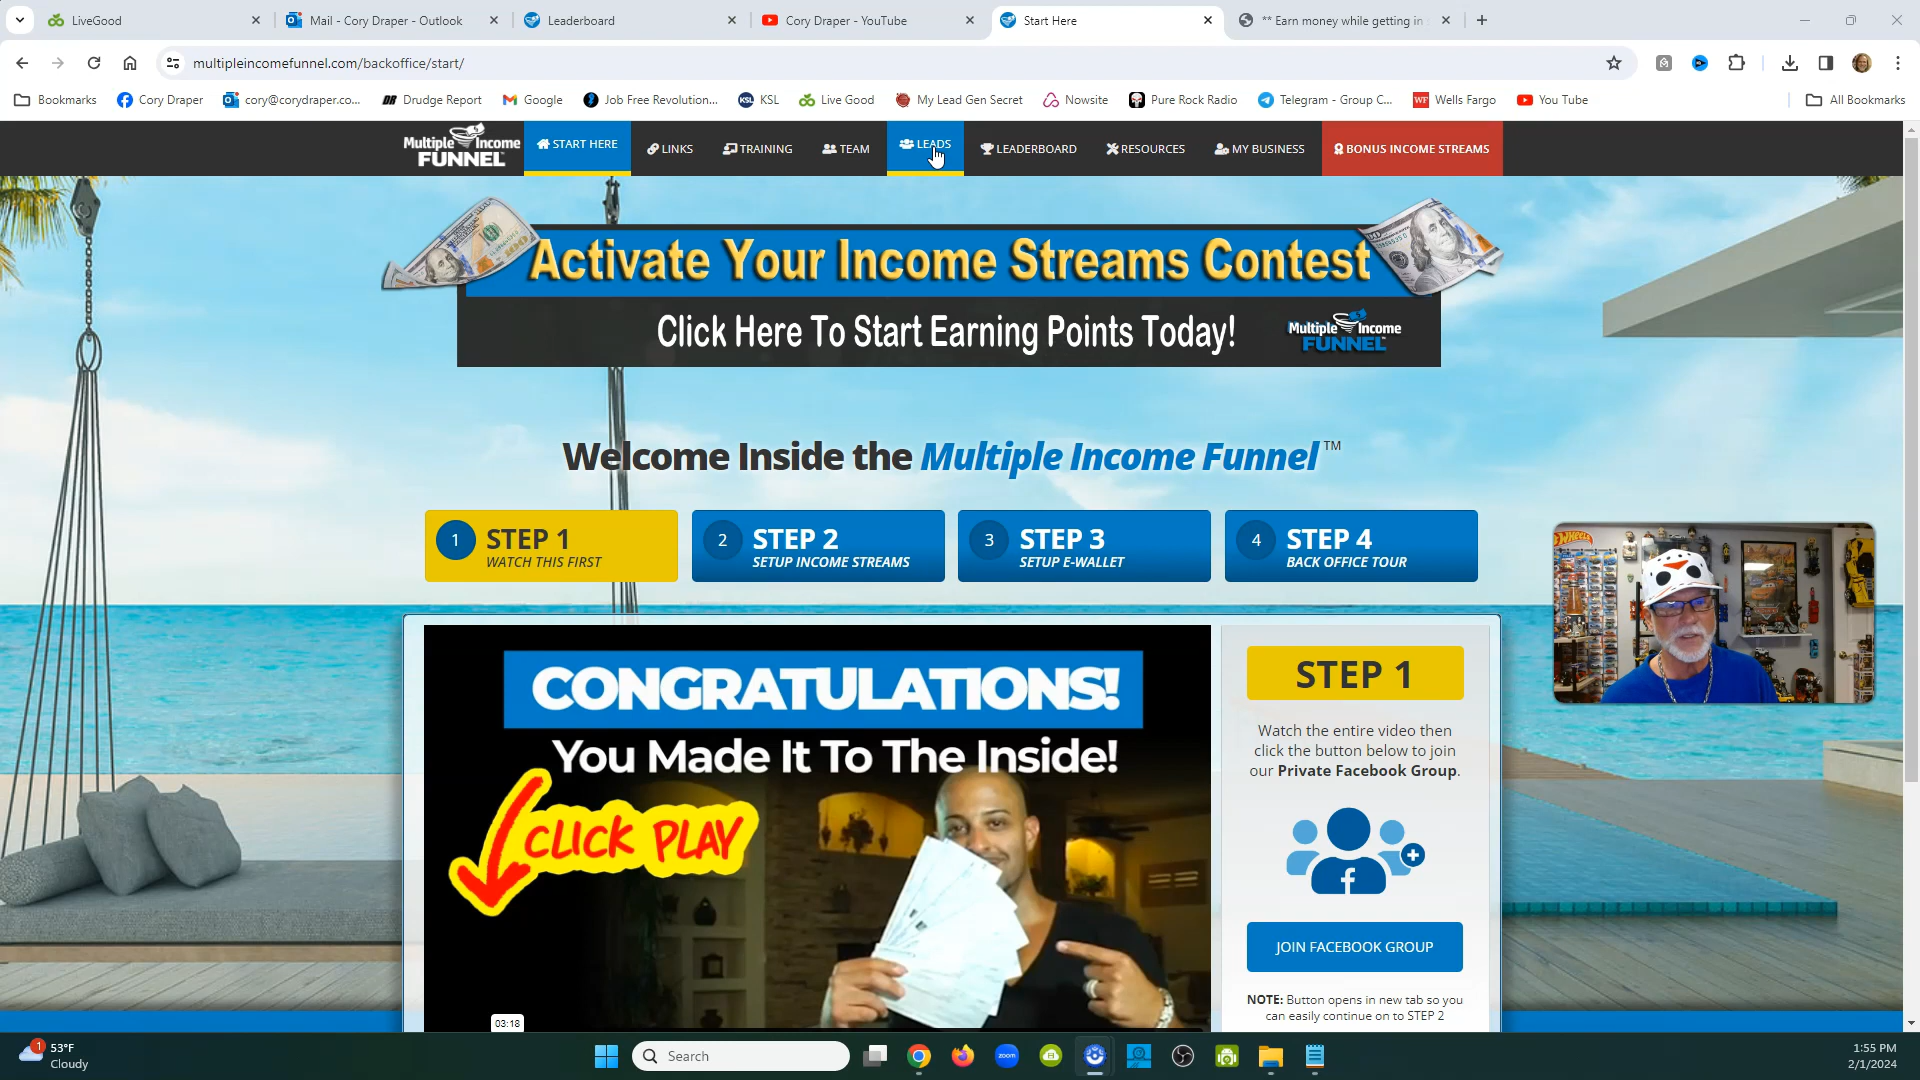 LiveGood
Mail - Cory Draper - Outlook
Leaderboard
Cory Draper - YouTube
Start Here
** Earn money while getting in
multipleincomefunnel.com/backoffice/start/
Bookmarks
Cory Draper
cory@corydraper.co...
Drudge Report
Google
Job Free Revolution...
KSL
Live Good
My Lead Gen Secret
Nowsite
Pure Rock Radio
Telegram - Group C...
Wells Fargo
You Tube
All Bookmarks
Multiple Income
FUNNEL
START HERE
LINKS
TRAINING
TEAM
LEADS
LEADERBOARD
RESOURCES
MY BUSINESS
BONUS INCOME STREAMS
Activate Your Income Streams Contest
Click Here To Start Earning Points Today!
Multiple Income
FUNNEL
Welcome Inside the Multiple Income Funnel™
1
STEP 1
WATCH THIS FIRST
2
STEP 2
SETUP INCOME STREAMS
3
STEP 3
SETUP E-WALLET
4
STEP 4
BACK OFFICE TOUR
CONGRATULATIONS!
You Made It To The Inside!
CLICK PLAY
03:18
STEP 1
Watch the entire video then
click the button below to join
our Private Facebook Group.
JOIN FACEBOOK GROUP
NOTE: Button opens in new tab so you
can easily continue on to STEP 2
1
53°F
Cloudy
Search
zoom
1:55 PM
2/1/2024